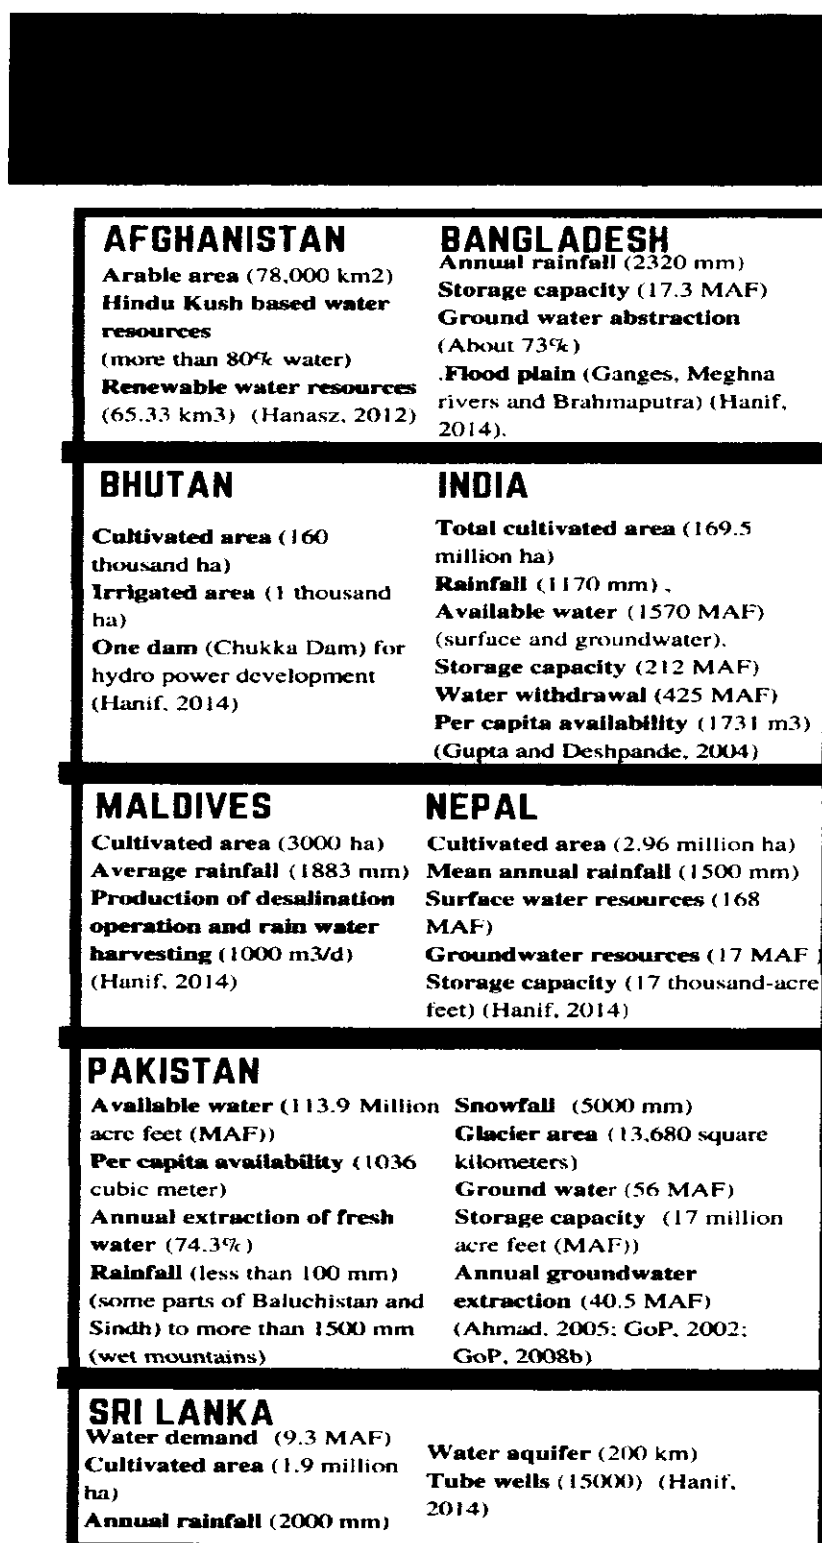 AFGHANISTAN
Arable area (78,000 km2)
Hindu Kush based water
resources
(more than 80% water)
Renewable water resources
(65.33 km3) (Hanasz, 2012)
BANGLADESH
Annual rainfall (2320 mm)
Storage capacity (17.3 MAF)
Ground water abstraction
(About 73%)
.Flood plain (Ganges, Meghna
rivers and Brahmaputra) (Hanif,
2014).
BHUTAN
Cultivated area (160
thousand ha)
Irrigated area (1 thousand
ha)
One dam (Chukka Dam) for
hydro power development
(Hanif, 2014)
INDIA
Total cultivated area (169.5
million ha)
Rainfall (1170 mm) ,
Available water (1570 MAF)
(surface and groundwater).
Storage capacity (212 MAF)
Water withdrawal (425 MAF)
Per capita availability (1731 m3)
(Gupta and Deshpande, 2004)
MALDIVES
Cultivated area (3000 ha)
Average rainfall (1883 mm)
Production of desalination
operation and rain water
harvesting (1000 m3/d)
(Hanif, 2014)
NEPAL
Cultivated area (2.96 million ha)
Mean annual rainfall (1500 mm)
Surface water resources (168
MAF)
Groundwater resources (17 MAF )
Storage capacity (17 thousand-acre
feet) (Hanif, 2014)
PAKISTAN
Available water (113.9 Million
acre feet (MAF))
Per capita availability (1036
cubic meter)
Annual extraction of fresh
water (74.3%)
Rainfall (less than 100 mm)
(some parts of Baluchistan and
Sindh) to more than 1500 mm
(wet mountains)
Snowfall (5000 mm)
Glacier area (13,680 square
kilometers)
Ground water (56 MAF)
Storage capacity (17 million
acre feet (MAF))
Annual groundwater
extraction (40.5 MAF)
(Ahmad, 2005; GoP, 2002;
GoP, 2008b)
SRI LANKA
Water demand (9.3 MAF)
Cultivated area (1.9 million
ha)
Annual rainfall (2000 mm)
Water aquifer (200 km)
Tube wells (15000) (Hanif,
2014)